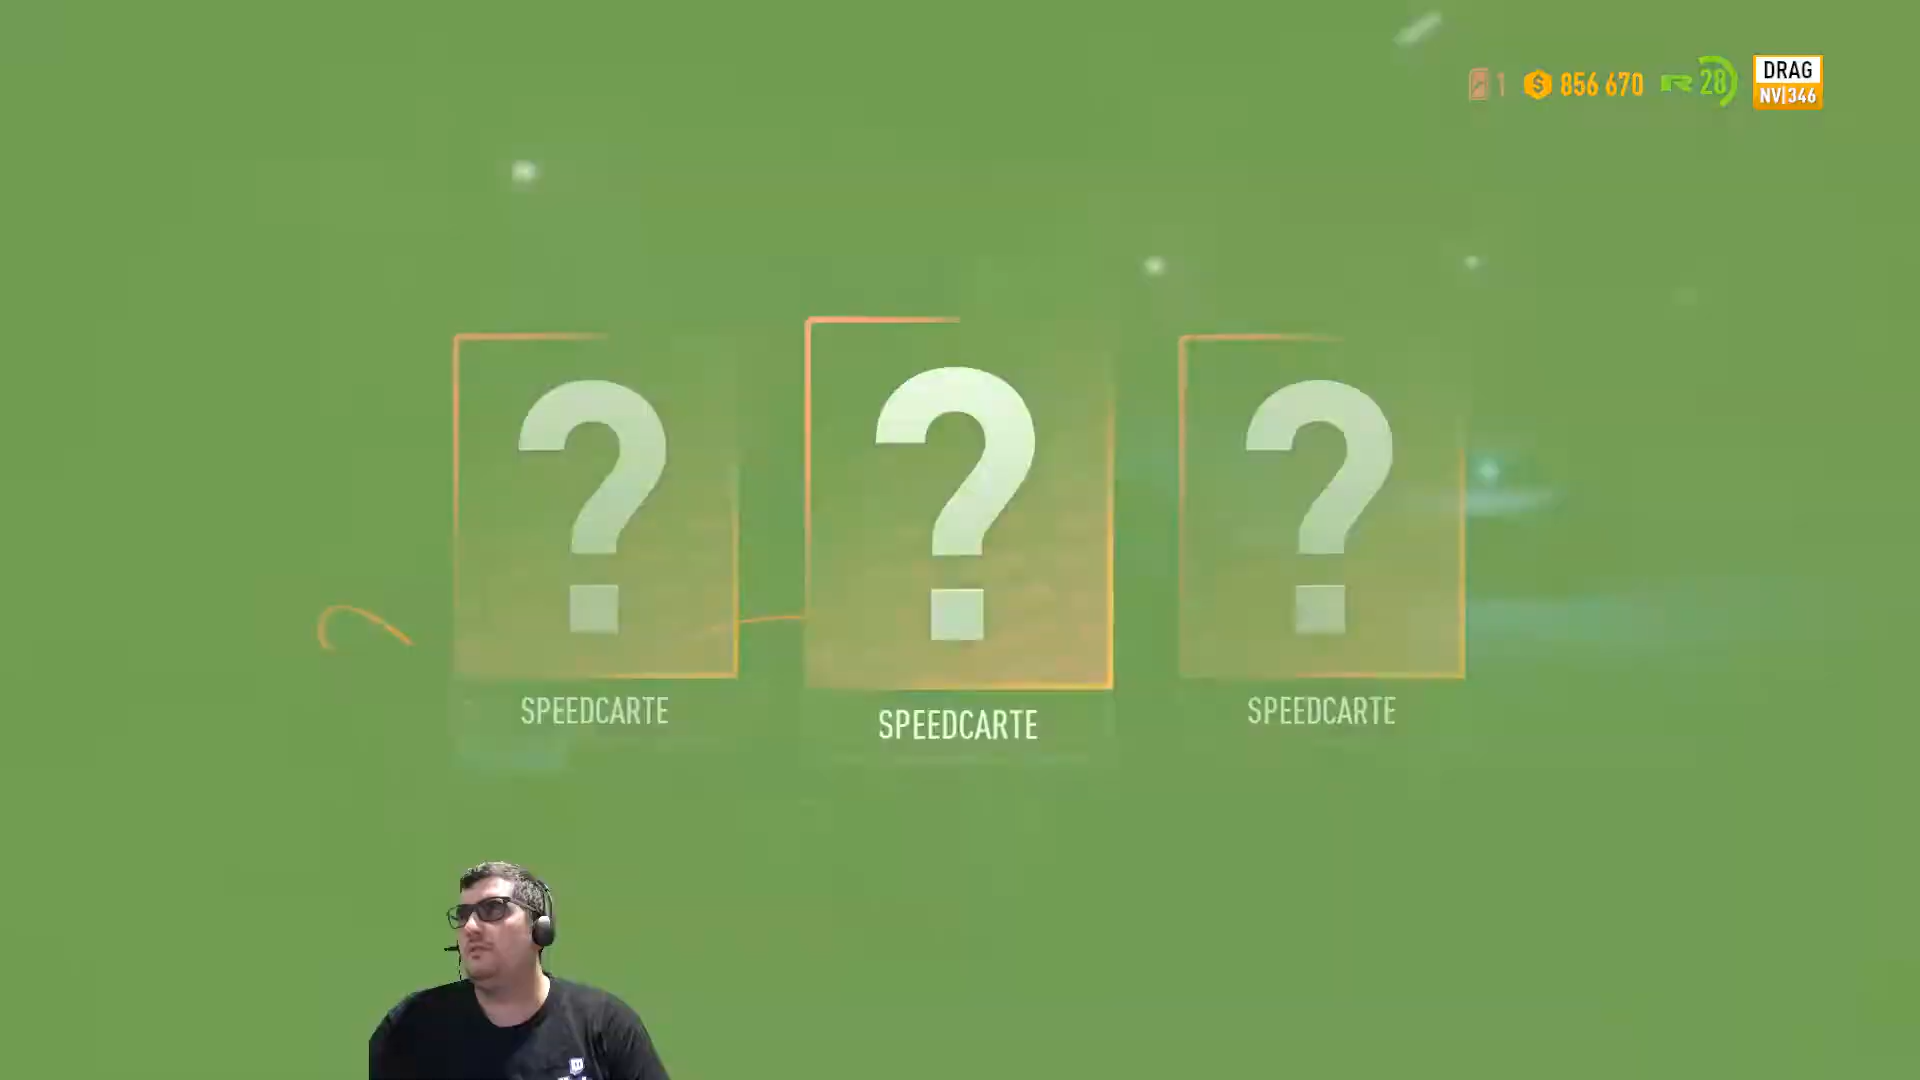 1 856 670 R 28 DRAG
NV|346
?
?
?
SPEEDCARTE
SPEEDCARTE
SPEEDCARTE